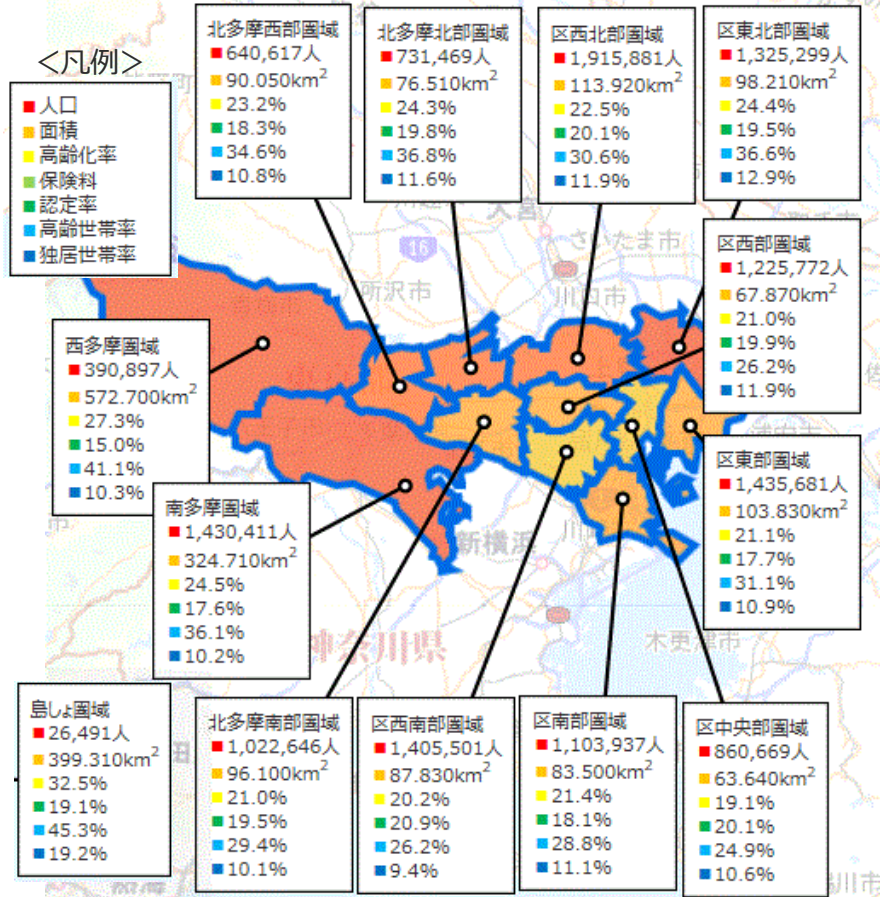 <凡例>
人口
面積
高齢化率
保険料
認定率
高齢世帯率
独居世帯率
北多摩西部圏域
640,617人
90.050km²
23.2%
18.3%
34.6%
10.8%
北多摩北部圏域
731,469人
76.510km²
24.3%
19.8%
36.8%
11.6%
区西北部圏域
1,915,881人
113.920km²
22.5%
20.1%
30.6%
11.9%
区東北部圏域
1,325,299人
98.210km²
24.4%
19.5%
36.6%
12.9%
区西部圏域
1,225,772人
67.870km²
21.0%
19.9%
26.2%
11.9%
大宮
16
さいたま市
所沢市
川口市
西多摩圏域
390,897人
572.700km²
27.3%
15.0%
41.1%
10.3%
区東部圏域
1,435,681人
103.830km²
21.1%
17.7%
31.1%
10.9%
南多摩圏域
1,430,411人
324.710km²
24.5%
17.6%
36.1%
10.2%
新横浜
神奈川県
木更津市
島しょ圏域
26,491人
399.310km²
32.5%
19.1%
45.3%
19.2%
北多摩南部圏域
1,022,646人
96.100km²
21.0%
19.5%
29.4%
10.1%
区西南部圏域
1,405,501人
87.830km²
20.2%
20.9%
26.2%
9.4%
区南部圏域
1,103,937人
83.500km²
21.4%
18.1%
28.8%
11.1%
区中央部圏域
860,669人
63.640km²
19.1%
20.1%
24.9%
10.6%